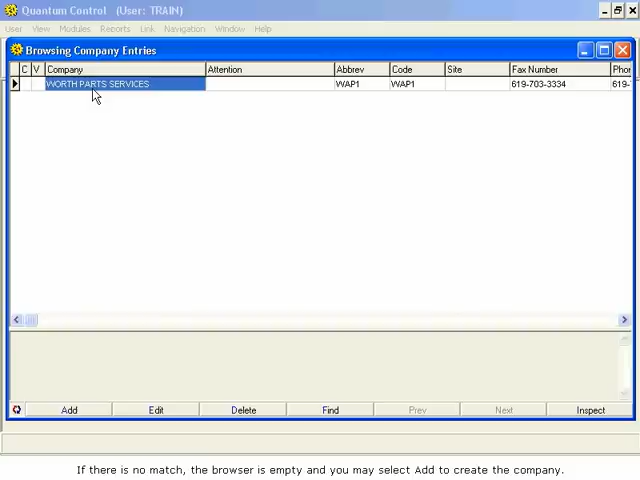 Quantum Control (User: TRAIN)
User View Modules Reports Link Navigation Window Help
Browsing Company Entries
C V Company Attention Abbrev Code Site Fax Number Phor
WORTH PARTS SERVICES WAP1 WAP1 619-703-3334 619-
Add Edit Delete Find Prev Next Inspect
If there is no match, the browser is empty and you may select Add to create the company.